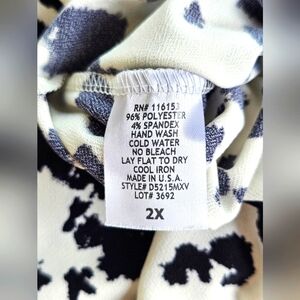 RN# 116153
96% POLYESTER
4% SPANDEX
HAND WASH
COLD WATER
NO BLEACH
LAY FLAT TO DRY
COOL IRON
MADE IN U.S.A.
STYLE# D5215MXV
LOT# 3692
2X